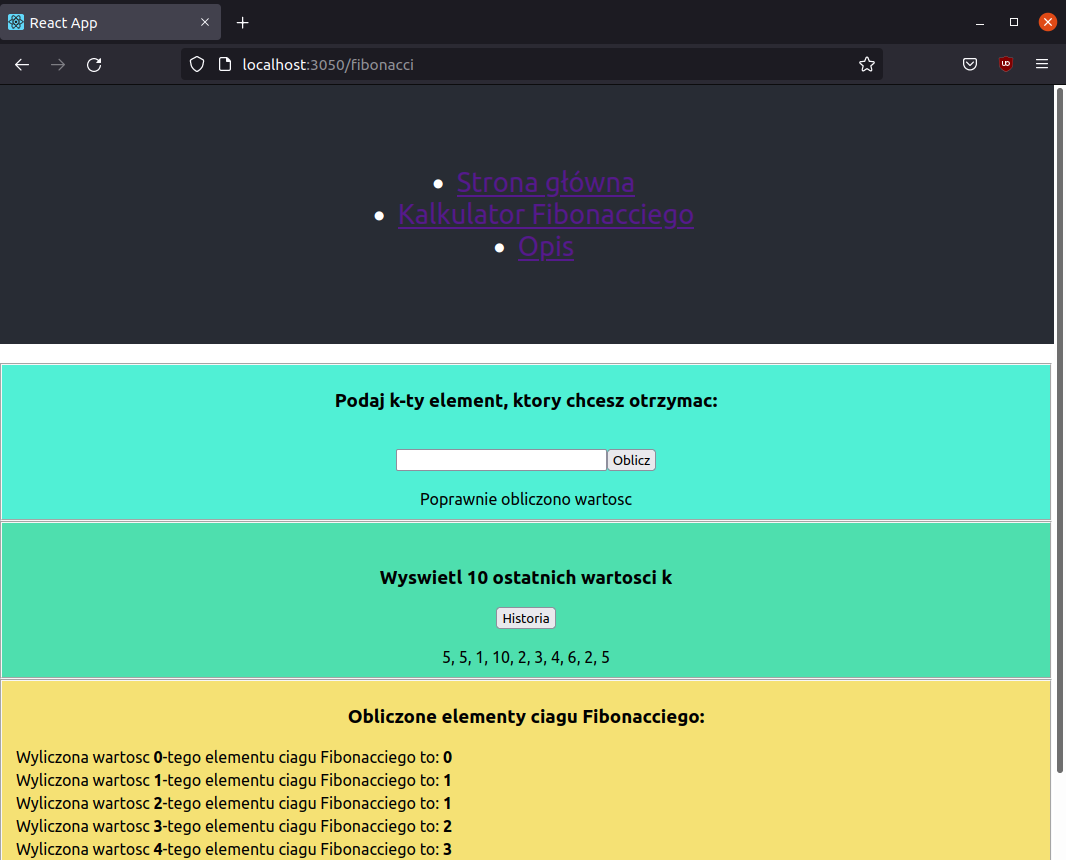 React App
localhost:3050/fibonacci
Strona główna
Kalkulator Fibonacciego
Opis
Podaj k-ty element, ktory chcesz otrzymac:
Oblicz
Poprawnie obliczono wartosc
Wyswietl 10 ostatnich wartosci k
Historia
5, 5, 1, 10, 2, 3, 4, 6, 2, 5
Obliczone elementy ciagu Fibonacciego:
Wyliczona wartosc 0-tego elementu ciagu Fibonacciego to: 0
Wyliczona wartosc 1-tego elementu ciagu Fibonacciego to: 1
Wyliczona wartosc 2-tego elementu ciagu Fibonacciego to: 1
Wyliczona wartosc 3-tego elementu ciagu Fibonacciego to: 2
Wyliczona wartosc 4-tego elementu ciagu Fibonacciego to: 3